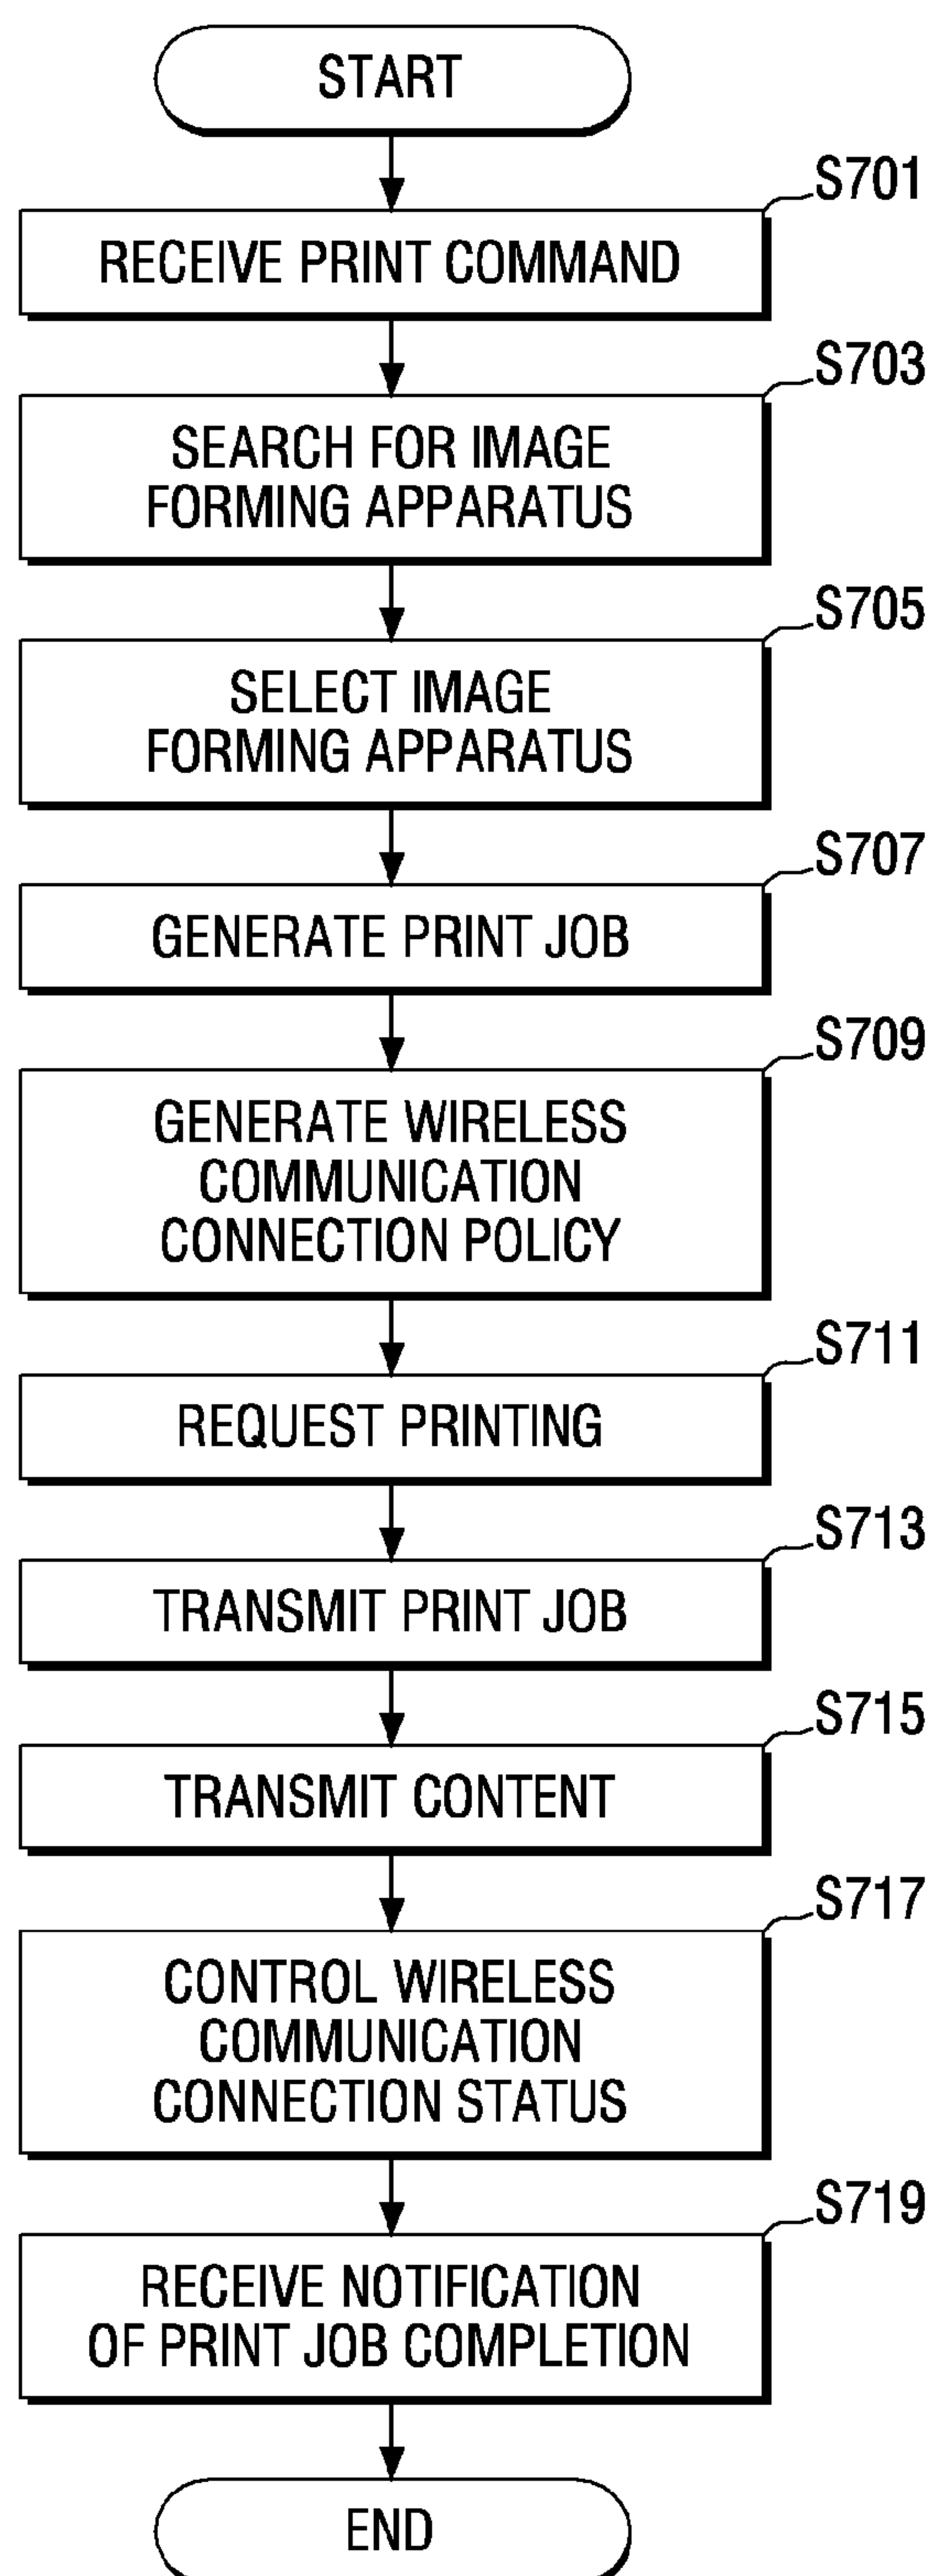 START
S701
RECEIVE PRINT COMMAND
S703
SEARCH FOR IMAGE
FORMING APPARATUS
S705
SELECT IMAGE
FORMING APPARATUS
S707
GENERATE PRINT JOB
S709
GENERATE WIRELESS
COMMUNICATION
CONNECTION POLICY
S711
REQUEST PRINTING
S713
TRANSMIT PRINT JOB
S715
TRANSMIT CONTENT
S717
CONTROL WIRELESS
COMMUNICATION
CONNECTION STATUS
S719
RECEIVE NOTIFICATION
OF PRINT JOB COMPLETION
END